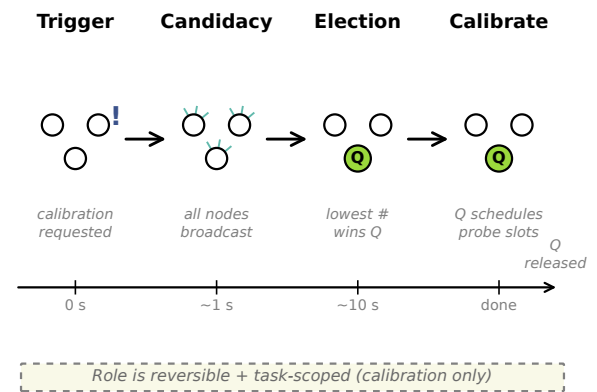 Trigger Candidacy Election Calibrate
!
Q Q
calibration all nodes lowest # Q schedules
requested broadcast wins Q probe slots
Q
released
0 s ~1 s ~10 s done
Role is reversible + task-scoped (calibration only)